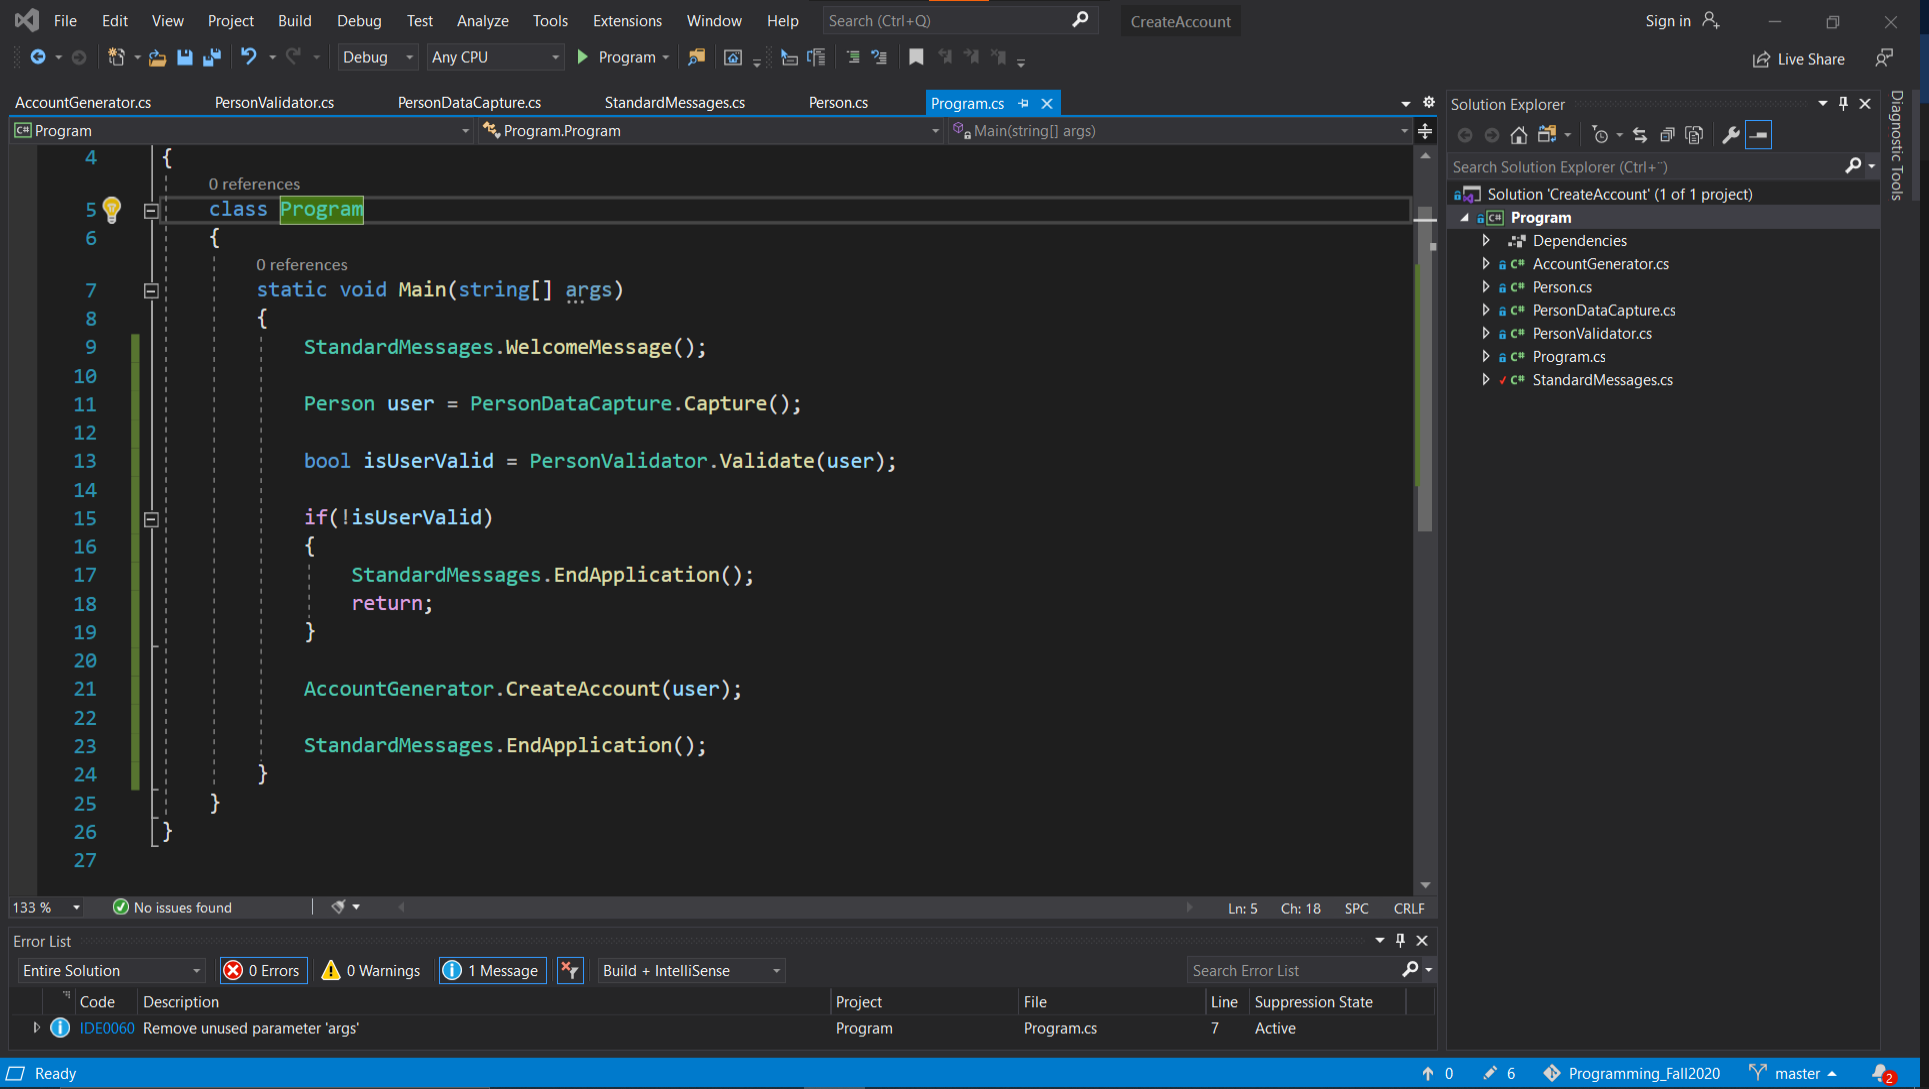 File Edit View Project Build Debug Test Analyze Tools Extensions Window Help Search (Ctrl+Q) CreateAccount Sign in
Debug Any CPU Program Live Share
AccountGenerator.cs PersonValidator.cs PersonDataCapture.cs StandardMessages.cs Person.cs Program.cs
C# Program Program.Program Main(string[] args)
4 {
0 references
5 class Program
6 {
0 references
7 static void Main(string[] args)
8 {
9 StandardMessages.WelcomeMessage();
10
11 Person user = PersonDataCapture.Capture();
12
13 bool isUserValid = PersonValidator.Validate(user);
14
15 if(!isUserValid)
16 {
17 StandardMessages.EndApplication();
18 return;
19 }
20
21 AccountGenerator.CreateAccount(user);
22
23 StandardMessages.EndApplication();
24 }
25 }
26 }
27
133 % No issues found Ln: 5 Ch: 18 SPC CRLF
Error List
Entire Solution 0 Errors 0 Warnings 1 Message Build + IntelliSense Search Error List
Code Description Project File Line Suppression State
IDE0060 Remove unused parameter 'args' Program Program.cs 7 Active
Solution Explorer
Search Solution Explorer (Ctrl+¨)
Solution 'CreateAccount' (1 of 1 project)
C# Program
Dependencies
C# AccountGenerator.cs
C# Person.cs
C# PersonDataCapture.cs
C# PersonValidator.cs
C# Program.cs
C# StandardMessages.cs
Diagnostic Tools
Ready 0 6 Programming_Fall2020 master 2